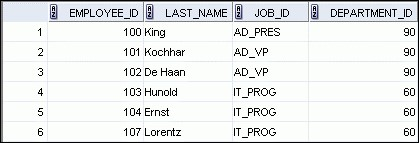 EMPLOYEE_ID LAST_NAME JOB_ID DEPARTMENT_ID
1 100 King AD_PRES 90
2 101 Kochhar AD_VP 90
3 102 De Haan AD_VP 90
4 103 Hunold IT_PROG 60
5 104 Ernst IT_PROG 60
6 107 Lorentz IT_PROG 60